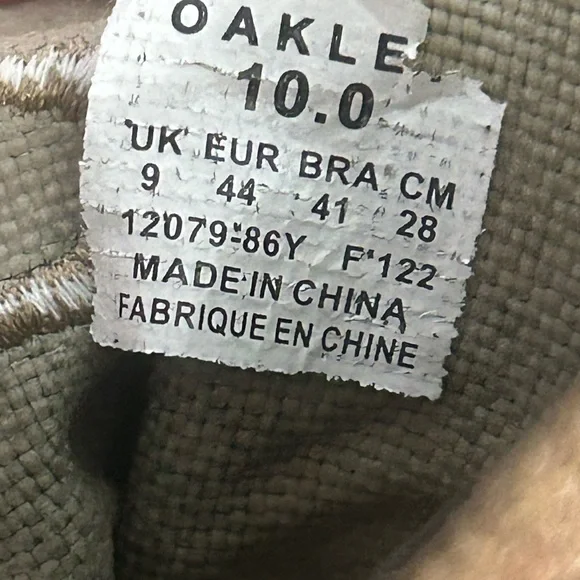 OAKLE
10.0
UK EUR BRA CM
9 44 41 28
12079-86Y F'122
MADE IN CHINA
FABRIQUE EN CHINE